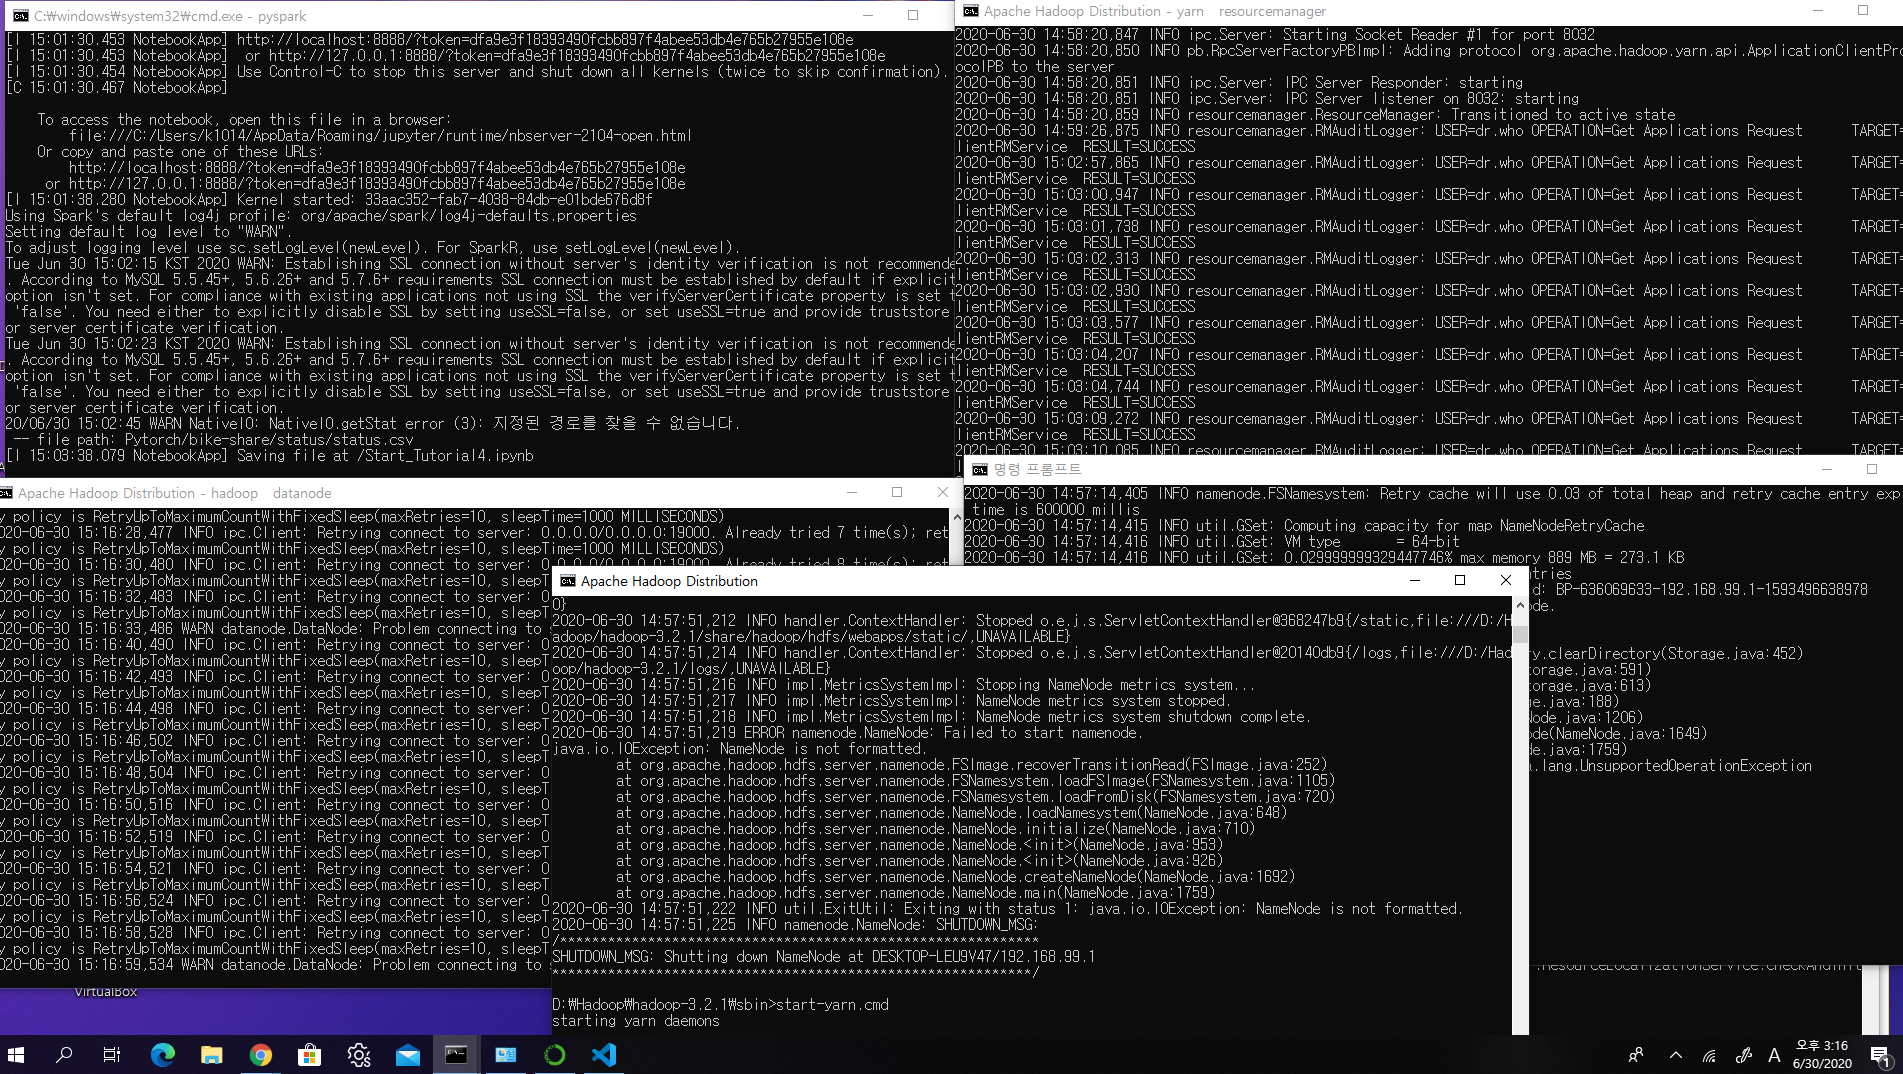 C:₩windows₩system32₩cmd.exe - pyspark
[I 15:01:30.453 NotebookApp] http://localhost:8888/?token=dfa9e3f18393490fcbb897f4abee53db4e765b27955e108e
[I 15:01:30.453 NotebookApp]  or http://127.0.0.1:8888/?token=dfa9e3f18393490fcbb897f4abee53db4e765b27955e108e
[I 15:01:30.454 NotebookApp] Use Control-C to stop this server and shut down all kernels (twice to skip confirmation).
[C 15:01:30.467 NotebookApp]
To access the notebook, open this file in a browser:
file:///C:/Users/k1014/AppData/Roaming/jupyter/runtime/nbserver-2104-open.html
Or copy and paste one of these URLs:
http://localhost:8888/?token=dfa9e3f18393490fcbb897f4abee53db4e765b27955e108e
or http://127.0.0.1:8888/?token=dfa9e3f18393490fcbb897f4abee53db4e765b27955e108e
[I 15:01:38.280 NotebookApp] Kernel started: 33aac352-fab7-4038-84db-e01bde676d8f
Using Spark's default log4j profile: org/apache/spark/log4j-defaults.properties
Setting default log level to "WARN".
To adjust logging level use sc.setLogLevel(newLevel). For SparkR, use setLogLevel(newLevel).
Tue Jun 30 15:02:15 KST 2020 WARN: Establishing SSL connection without server's identity verification is not recommende
. According to MySQL 5.5.45+, 5.6.26+ and 5.7.6+ requirements SSL connection must be established by default if explicit
option isn't set. For compliance with existing applications not using SSL the verifyServerCertificate property is set t
'false'. You need either to explicitly disable SSL by setting useSSL=false, or set useSSL=true and provide truststore
or server certificate verification.
Tue Jun 30 15:02:23 KST 2020 WARN: Establishing SSL connection without server's identity verification is not recommende
. According to MySQL 5.5.45+, 5.6.26+ and 5.7.6+ requirements SSL connection must be established by default if explicit
option isn't set. For compliance with existing applications not using SSL the verifyServerCertificate property is set t
'false'. You need either to explicitly disable SSL by setting useSSL=false, or set useSSL=true and provide truststore
or server certificate verification.
20/06/30 15:02:45 WARN NativeIO: NativeIO.getStat error (3): 지정된 경로를 찾을 수 없습니다.
-- file path: Pytorch/bike-share/status/status.csv
[I 15:03:38.079 NotebookApp] Saving file at /Start_Tutorial4.ipynb
Apache Hadoop Distribution - yarn   resourcemanager
2020-06-30 14:58:20,847 INFO ipc.Server: Starting Socket Reader #1 for port 8032
2020-06-30 14:58:20,850 INFO pb.RpcServerFactoryPBImpl: Adding protocol org.apache.hadoop.yarn.api.ApplicationClientPro
ocolPB to the server
2020-06-30 14:58:20,851 INFO ipc.Server: IPC Server Responder: starting
2020-06-30 14:58:20,851 INFO ipc.Server: IPC Server listener on 8032: starting
2020-06-30 14:58:20,859 INFO resourcemanager.ResourceManager: Transitioned to active state
2020-06-30 14:59:26,875 INFO resourcemanager.RMAuditLogger: USER=dr.who OPERATION=Get Applications Request      TARGET=
lientRMService  RESULT=SUCCESS
2020-06-30 15:02:57,865 INFO resourcemanager.RMAuditLogger: USER=dr.who OPERATION=Get Applications Request      TARGET=
lientRMService  RESULT=SUCCESS
2020-06-30 15:03:00,947 INFO resourcemanager.RMAuditLogger: USER=dr.who OPERATION=Get Applications Request      TARGET=
lientRMService  RESULT=SUCCESS
2020-06-30 15:03:01,738 INFO resourcemanager.RMAuditLogger: USER=dr.who OPERATION=Get Applications Request      TARGET=
lientRMService  RESULT=SUCCESS
2020-06-30 15:03:02,313 INFO resourcemanager.RMAuditLogger: USER=dr.who OPERATION=Get Applications Request      TARGET=
lientRMService  RESULT=SUCCESS
2020-06-30 15:03:02,930 INFO resourcemanager.RMAuditLogger: USER=dr.who OPERATION=Get Applications Request      TARGET=
lientRMService  RESULT=SUCCESS
2020-06-30 15:03:03,577 INFO resourcemanager.RMAuditLogger: USER=dr.who OPERATION=Get Applications Request      TARGET=
lientRMService  RESULT=SUCCESS
2020-06-30 15:03:04,207 INFO resourcemanager.RMAuditLogger: USER=dr.who OPERATION=Get Applications Request      TARGET=
lientRMService  RESULT=SUCCESS
2020-06-30 15:03:04,744 INFO resourcemanager.RMAuditLogger: USER=dr.who OPERATION=Get Applications Request      TARGET=
lientRMService  RESULT=SUCCESS
2020-06-30 15:03:09,272 INFO resourcemanager.RMAuditLogger: USER=dr.who OPERATION=Get Applications Request      TARGET=
lientRMService  RESULT=SUCCESS
2020-06-30 15:03:10,085 INFO resourcemanager.RMAuditLogger: USER=dr.who OPERATION=Get Applications Request      TARGET=
Apache Hadoop Distribution - hadoop   datanode
y policy is RetryUpToMaximumCountWithFixedSleep(maxRetries=10, sleepTime=1000 MILLISECONDS)
020-06-30 15:16:28,477 INFO ipc.Client: Retrying connect to server: 0.0.0.0/0.0.0.0:19000. Already tried 7 time(s); ret
y policy is RetryUpToMaximumCountWithFixedSleep(maxRetries=10, sleepTime=1000 MILLISECONDS)
020-06-30 15:16:30,480 INFO ipc.Client: Retrying connect to server: 0.0.0.0/0.0.0.0:19000. Already tried 8 time(s); ret
y policy is RetryUpToMaximumCountWithFixedSleep(maxRetries=10, sleepT
020-06-30 15:16:32,483 INFO ipc.Client: Retrying connect to server: 0
y policy is RetryUpToMaximumCountWithFixedSleep(maxRetries=10, sleepT
020-06-30 15:16:33,486 WARN datanode.DataNode: Problem connecting to
020-06-30 15:16:40,490 INFO ipc.Client: Retrying connect to server: 0
y policy is RetryUpToMaximumCountWithFixedSleep(maxRetries=10, sleepT
020-06-30 15:16:42,493 INFO ipc.Client: Retrying connect to server: 0
y policy is RetryUpToMaximumCountWithFixedSleep(maxRetries=10, sleepT
020-06-30 15:16:44,498 INFO ipc.Client: Retrying connect to server: 0
y policy is RetryUpToMaximumCountWithFixedSleep(maxRetries=10, sleepT
020-06-30 15:16:46,502 INFO ipc.Client: Retrying connect to server: 0
y policy is RetryUpToMaximumCountWithFixedSleep(maxRetries=10, sleepT
020-06-30 15:16:48,504 INFO ipc.Client: Retrying connect to server: 0
y policy is RetryUpToMaximumCountWithFixedSleep(maxRetries=10, sleepT
020-06-30 15:16:50,516 INFO ipc.Client: Retrying connect to server: 0
y policy is RetryUpToMaximumCountWithFixedSleep(maxRetries=10, sleepT
020-06-30 15:16:52,519 INFO ipc.Client: Retrying connect to server: 0
y policy is RetryUpToMaximumCountWithFixedSleep(maxRetries=10, sleepT
020-06-30 15:16:54,521 INFO ipc.Client: Retrying connect to server: 0
y policy is RetryUpToMaximumCountWithFixedSleep(maxRetries=10, sleepT
020-06-30 15:16:56,524 INFO ipc.Client: Retrying connect to server: 0
y policy is RetryUpToMaximumCountWithFixedSleep(maxRetries=10, sleepT
020-06-30 15:16:58,528 INFO ipc.Client: Retrying connect to server: 0
y policy is RetryUpToMaximumCountWithFixedSleep(maxRetries=10, sleepT
020-06-30 15:16:59,534 WARN datanode.DataNode: Problem connecting to s
명령 프롬프트
2020-06-30 14:57:14,405 INFO namenode.FSNamesystem: Retry cache will use 0.03 of total heap and retry cache entry exp
time is 600000 millis
2020-06-30 14:57:14,415 INFO util.GSet: Computing capacity for map NameNodeRetryCache
2020-06-30 14:57:14,416 INFO util.GSet: VM type       = 64-bit
2020-06-30 14:57:14,416 INFO util.GSet: 0.029999999329447746% max memory 889 MB = 273.1 KB
ntries
d: BP-636069633-192.168.99.1-1593496638978
de.
ry.clearDirectory(Storage.java:452)
torage.java:591)
torage.java:613)
ge.java:188)
Node.java:1206)
ode(NameNode.java:1649)
de.java:1759)
a.lang.UnsupportedOperationException
.ResourceLocalizationService.checkAndInit
Apache Hadoop Distribution
0}
2020-06-30 14:57:51,212 INFO handler.ContextHandler: Stopped o.e.j.s.ServletContextHandler@368247b9{/static,file:///D:/H
adoop/hadoop-3.2.1/share/hadoop/hdfs/webapps/static/,UNAVAILABLE}
2020-06-30 14:57:51,214 INFO handler.ContextHandler: Stopped o.e.j.s.ServletContextHandler@20140db9{/logs,file:///D:/Had
oop/hadoop-3.2.1/logs/,UNAVAILABLE}
2020-06-30 14:57:51,216 INFO impl.MetricsSystemImpl: Stopping NameNode metrics system...
2020-06-30 14:57:51,217 INFO impl.MetricsSystemImpl: NameNode metrics system stopped.
2020-06-30 14:57:51,218 INFO impl.MetricsSystemImpl: NameNode metrics system shutdown complete.
2020-06-30 14:57:51,219 ERROR namenode.NameNode: Failed to start namenode.
java.io.IOException: NameNode is not formatted.
at org.apache.hadoop.hdfs.server.namenode.FSImage.recoverTransitionRead(FSImage.java:252)
at org.apache.hadoop.hdfs.server.namenode.FSNamesystem.loadFSImage(FSNamesystem.java:1105)
at org.apache.hadoop.hdfs.server.namenode.FSNamesystem.loadFromDisk(FSNamesystem.java:720)
at org.apache.hadoop.hdfs.server.namenode.NameNode.loadNamesystem(NameNode.java:648)
at org.apache.hadoop.hdfs.server.namenode.NameNode.initialize(NameNode.java:710)
at org.apache.hadoop.hdfs.server.namenode.NameNode.<init>(NameNode.java:953)
at org.apache.hadoop.hdfs.server.namenode.NameNode.<init>(NameNode.java:926)
at org.apache.hadoop.hdfs.server.namenode.NameNode.createNameNode(NameNode.java:1692)
at org.apache.hadoop.hdfs.server.namenode.NameNode.main(NameNode.java:1759)
2020-06-30 14:57:51,222 INFO util.ExitUtil: Exiting with status 1: java.io.IOException: NameNode is not formatted.
2020-06-30 14:57:51,225 INFO namenode.NameNode: SHUTDOWN_MSG:
/************************************************************
SHUTDOWN_MSG: Shutting down NameNode at DESKTOP-LEU9V47/192.168.99.1
************************************************************/
D:₩Hadoop₩hadoop-3.2.1₩sbin>start-yarn.cmd
starting yarn daemons
VirtualBox
A
오후 3:16
6/30/2020
1